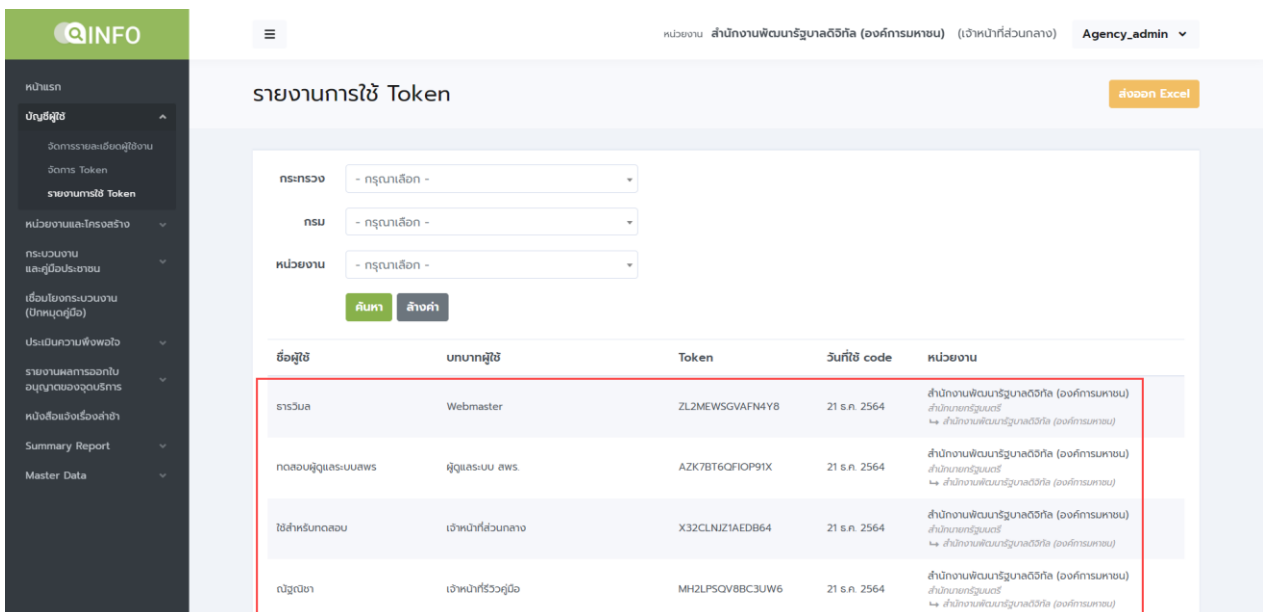 INFO
หน่วยงาน สำนักงานพัฒนารัฐบาลดิจิทัล (องค์การมหาชน) (เจ้าหน้าที่ส่วนกลาง) Agency_admin
หน้าแรก
บัญชีผู้ใช้
จัดการรายละเอียดผู้ใช้งาน
จัดการ Token
รายงานการใช้ Token
หน่วยงานและโครงสร้าง
กระบวนงาน
และคู่มือประชาชน
เชื่อมโยงกระบวนงาน
(ปักหมุดคู่มือ)
ประเมินความพึงพอใจ
รายงานผลการออกใบ
อนุญาตของจุดบริการ
หนังสือแจ้งเรื่องล่าช้า
Summary Report
Master Data
รายงานการใช้ Token
ส่งออก Excel
กระทรวง - กรุณาเลือก -
กรม - กรุณาเลือก -
หน่วยงาน - กรุณาเลือก -
ค้นหา ล้างค่า
ชื่อผู้ใช้ บทบาทผู้ใช้ Token วันที่ใช้ code หน่วยงาน
ธารวิมล Webmaster ZL2MEWSGVAFN4Y8 21 ธ.ค. 2564 สำนักงานพัฒนารัฐบาลดิจิทัล (องค์การมหาชน)
สำนักนายกรัฐมนตรี
↪ สำนักงานพัฒนารัฐบาลดิจิทัล (องค์การมหาชน)
ทดสอบผู้ดูแลระบบสพร ผู้ดูแลระบบ สพร. AZK7BT6QFIOP91X 21 ธ.ค. 2564 สำนักงานพัฒนารัฐบาลดิจิทัล (องค์การมหาชน)
สำนักนายกรัฐมนตรี
↪ สำนักงานพัฒนารัฐบาลดิจิทัล (องค์การมหาชน)
ใช้สำหรับทดสอบ เจ้าหน้าที่ส่วนกลาง X32CLNJZ1AEDB64 21 ธ.ค. 2564 สำนักงานพัฒนารัฐบาลดิจิทัล (องค์การมหาชน)
สำนักนายกรัฐมนตรี
↪ สำนักงานพัฒนารัฐบาลดิจิทัล (องค์การมหาชน)
ณัฐณิชา เจ้าหน้าที่รีวิวคู่มือ MH2LPSQV8BC3UW6 21 ธ.ค. 2564 สำนักงานพัฒนารัฐบาลดิจิทัล (องค์การมหาชน)
สำนักนายกรัฐมนตรี
↪ สำนักงานพัฒนารัฐบาลดิจิทัล (องค์การมหาชน)